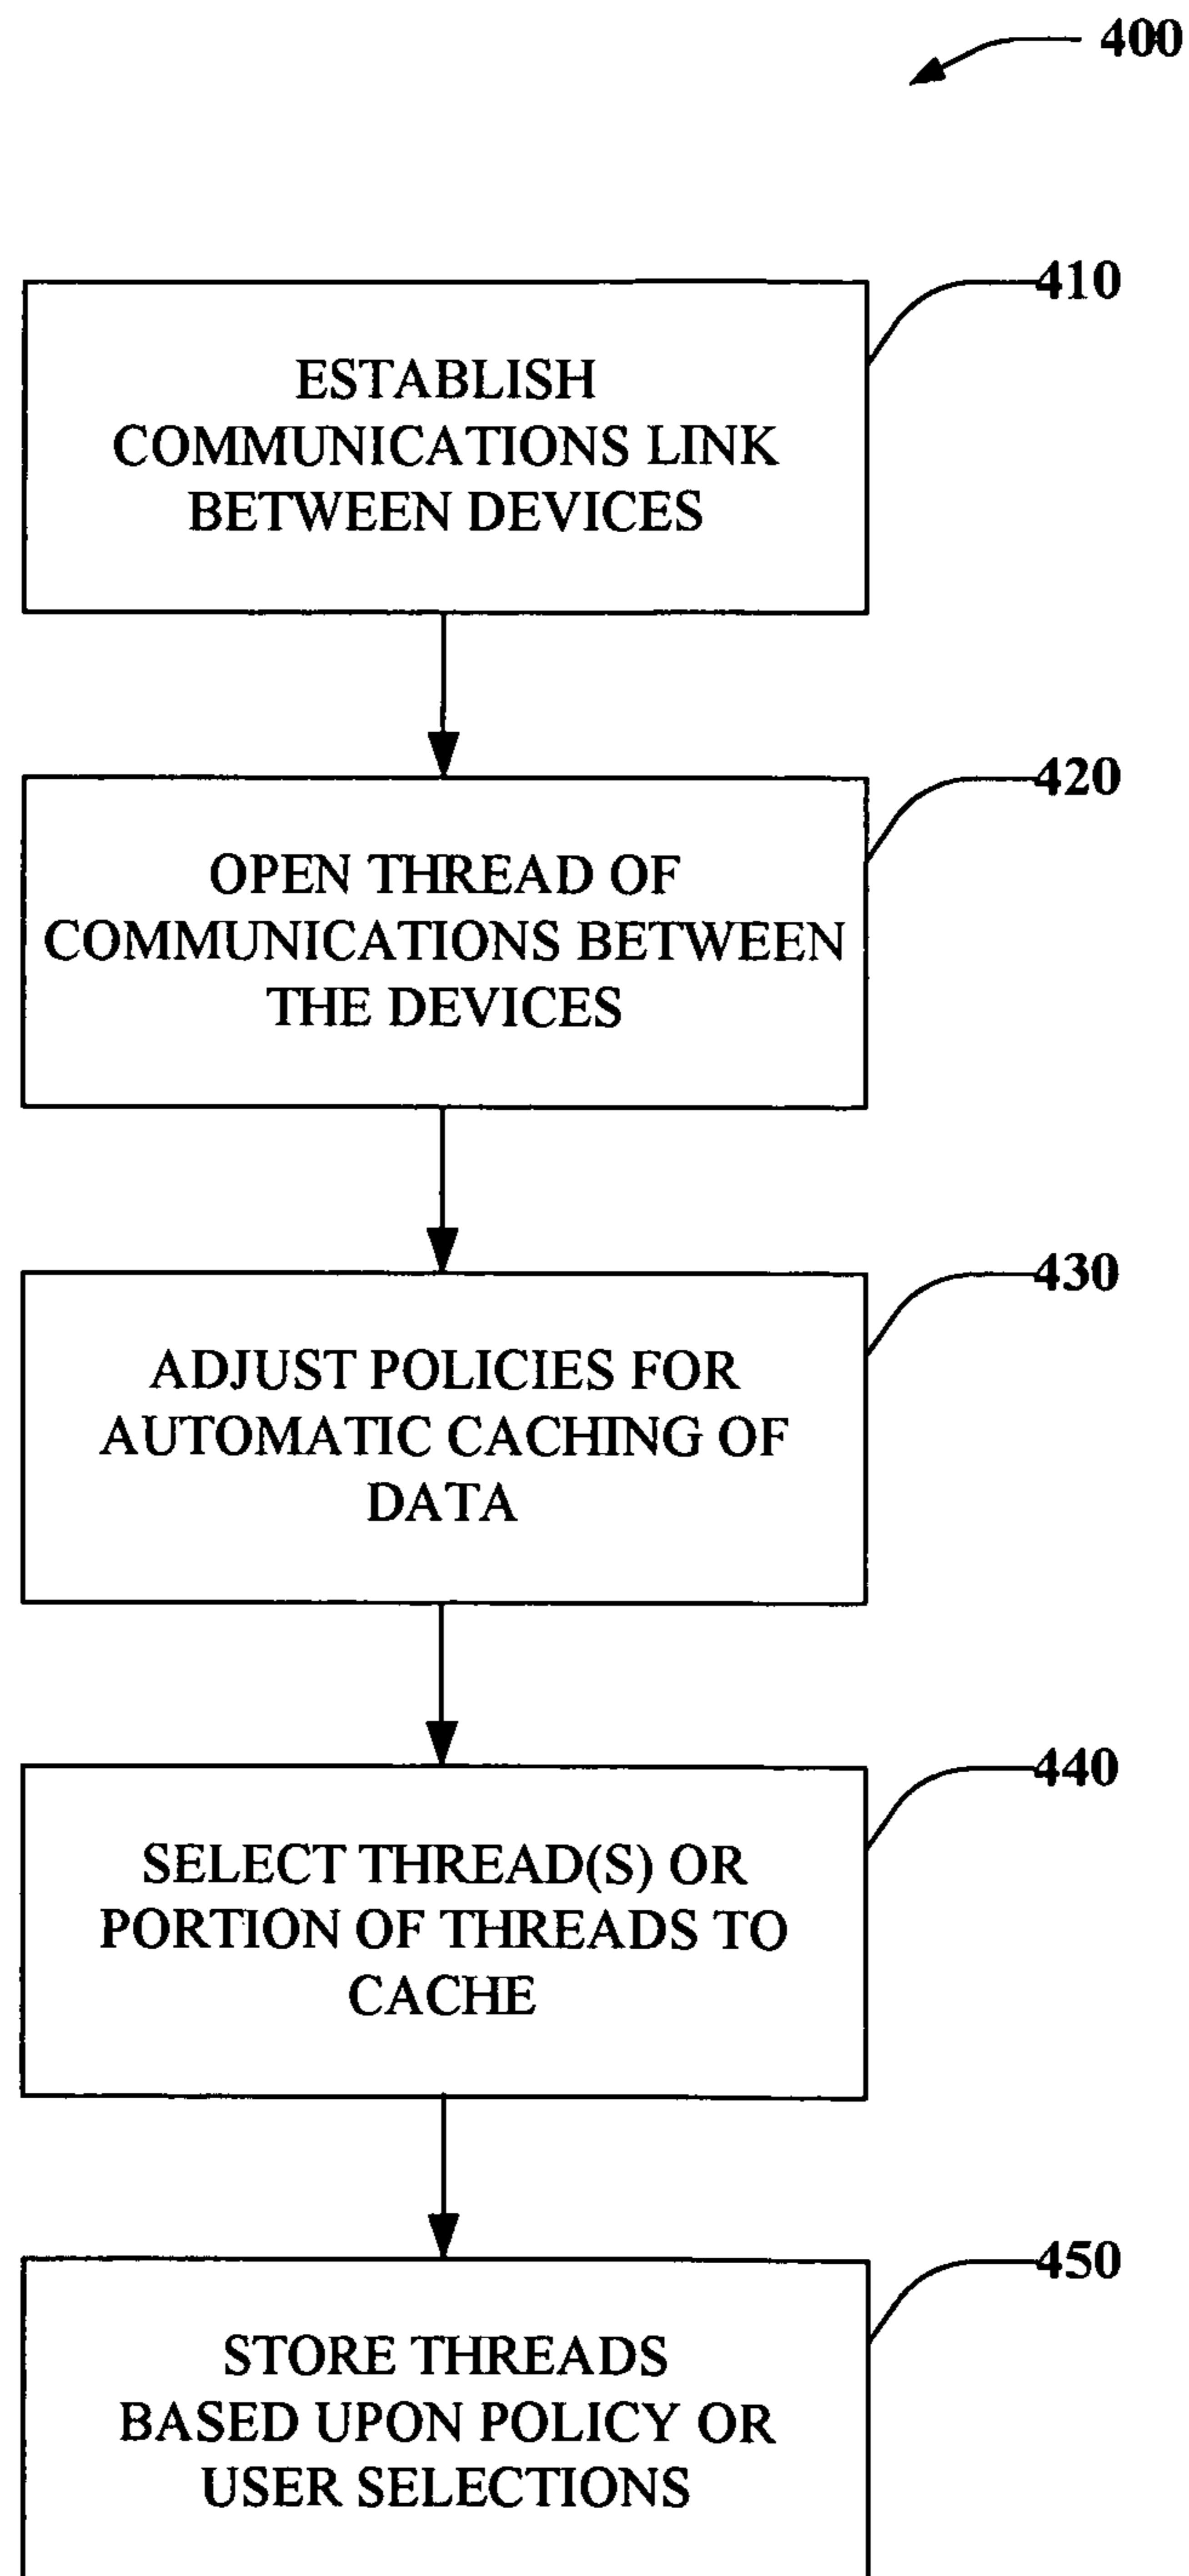 400
410
ESTABLISH
COMMUNICATIONS LINK
BETWEEN DEVICES
420
OPEN THREAD OF
COMMUNICATIONS BETWEEN
THE DEVICES
430
ADJUST POLICIES FOR
AUTOMATIC CACHING OF
DATA
440
SELECT THREAD(S) OR
PORTION OF THREADS TO
CACHE
450
STORE THREADS
BASED UPON POLICY OR
USER SELECTIONS